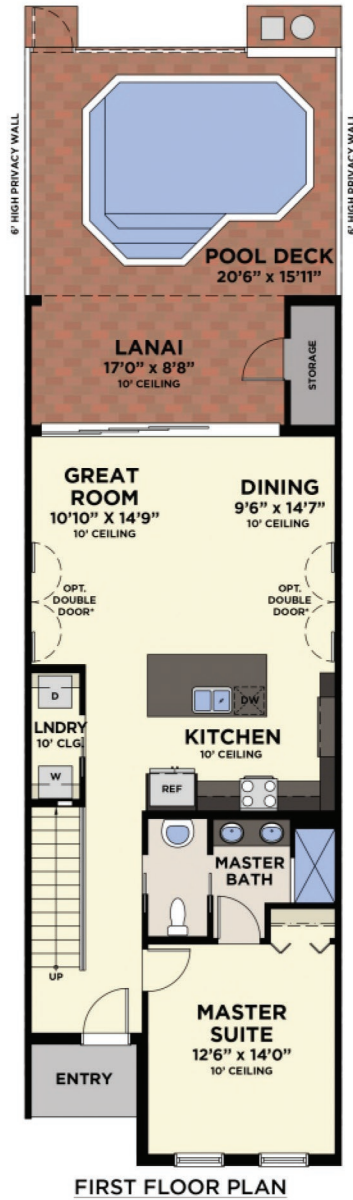 6' HIGH PRIVACY WALL
6' HIGH PRIVACY WALL
POOL DECK
20'6" x 15'11"
LANAI
17'0" x 8'8"
10' CEILING
STORAGE
GREAT
ROOM
10'10" X 14'9"
10' CEILING
DINING
9'6" x 14'7"
10' CEILING
OPT.
DOUBLE
DOOR*
OPT.
DOUBLE
DOOR*
D
LNDRY
10' CLG.
W
DW
KITCHEN
10' CEILING
REF
MASTER
BATH
UP
ENTRY
MASTER
SUITE
12'6" x 14'0"
10' CEILING
FIRST FLOOR PLAN